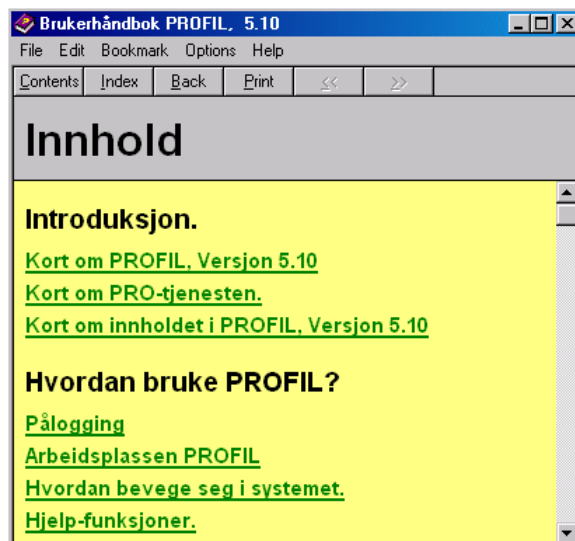 Brukerhåndbok PROFIL, 5.10
File Edit Bookmark Options Help
Contents Index Back Print << >>
Innhold
Introduksjon.
Kort om PROFIL, Versjon 5.10
Kort om PRO-tjenesten.
Kort om innholdet i PROFIL, Versjon 5.10
Hvordan bruke PROFIL?
Pålogging
Arbeidsplassen PROFIL
Hvordan bevege seg i systemet.
Hjelp-funksjoner.